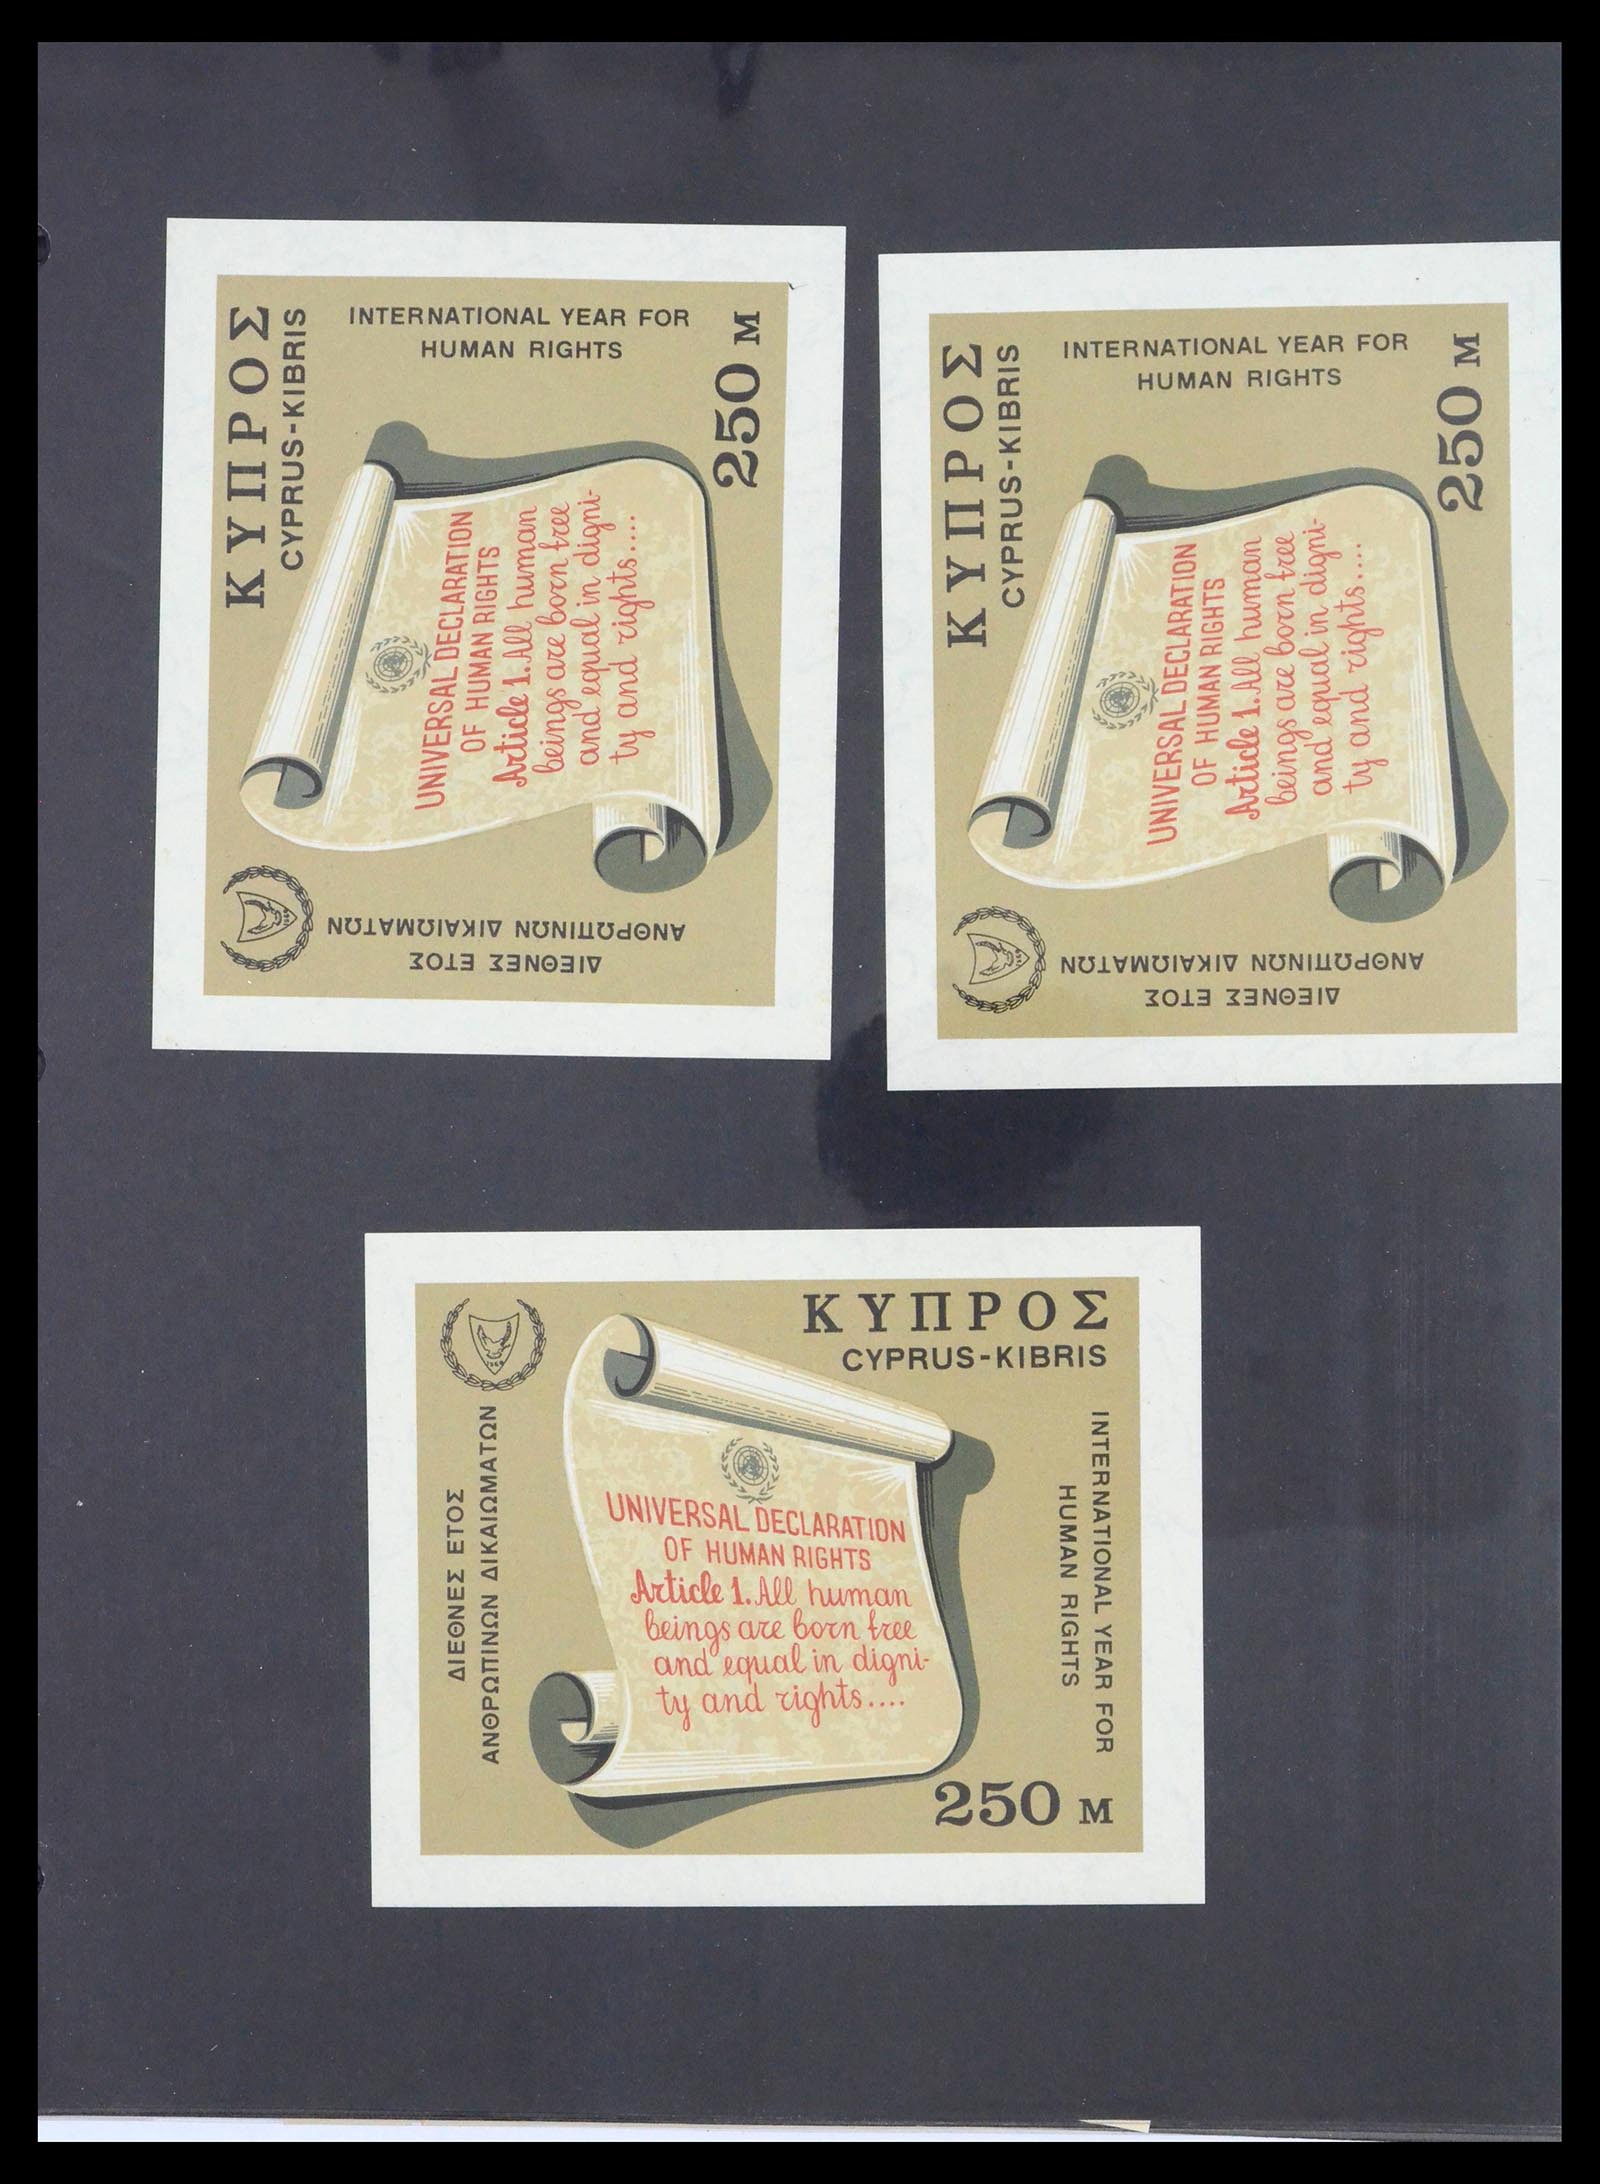 ΚΥΠΡΟΣ
CYPRUS-KIBRIS
INTERNATIONAL YEAR FOR
HUMAN RIGHTS
250 M
UNIVERSAL DECLARATION
OF HUMAN RIGHTS
Article 1. All human
beings are born free
and equal in digni-
ty and rights....
ΔΙΕΘΝΕΣ ΕΤΟΣ
ΑΝΘΡΩΠΙΝΩΝ ΔΙΚΑΙΩΜΑΤΩΝ
ΚΥΠΡΟΣ
CYPRUS-KIBRIS
INTERNATIONAL YEAR FOR
HUMAN RIGHTS
250 M
UNIVERSAL DECLARATION
OF HUMAN RIGHTS
Article 1. All human
beings are born free
and equal in digni-
ty and rights....
ΔΙΕΘΝΕΣ ΕΤΟΣ
ΑΝΘΡΩΠΙΝΩΝ ΔΙΚΑΙΩΜΑΤΩΝ
ΚΥΠΡΟΣ
CYPRUS-KIBRIS
ΔΙΕΘΝΕΣ ΕΤΟΣ
ΑΝΘΡΩΠΙΝΩΝ ΔΙΚΑΙΩΜΑΤΩΝ
UNIVERSAL DECLARATION
OF HUMAN RIGHTS
Article 1. All human
beings are born free
and equal in digni-
ty and rights....
INTERNATIONAL YEAR FOR
HUMAN RIGHTS
250 M